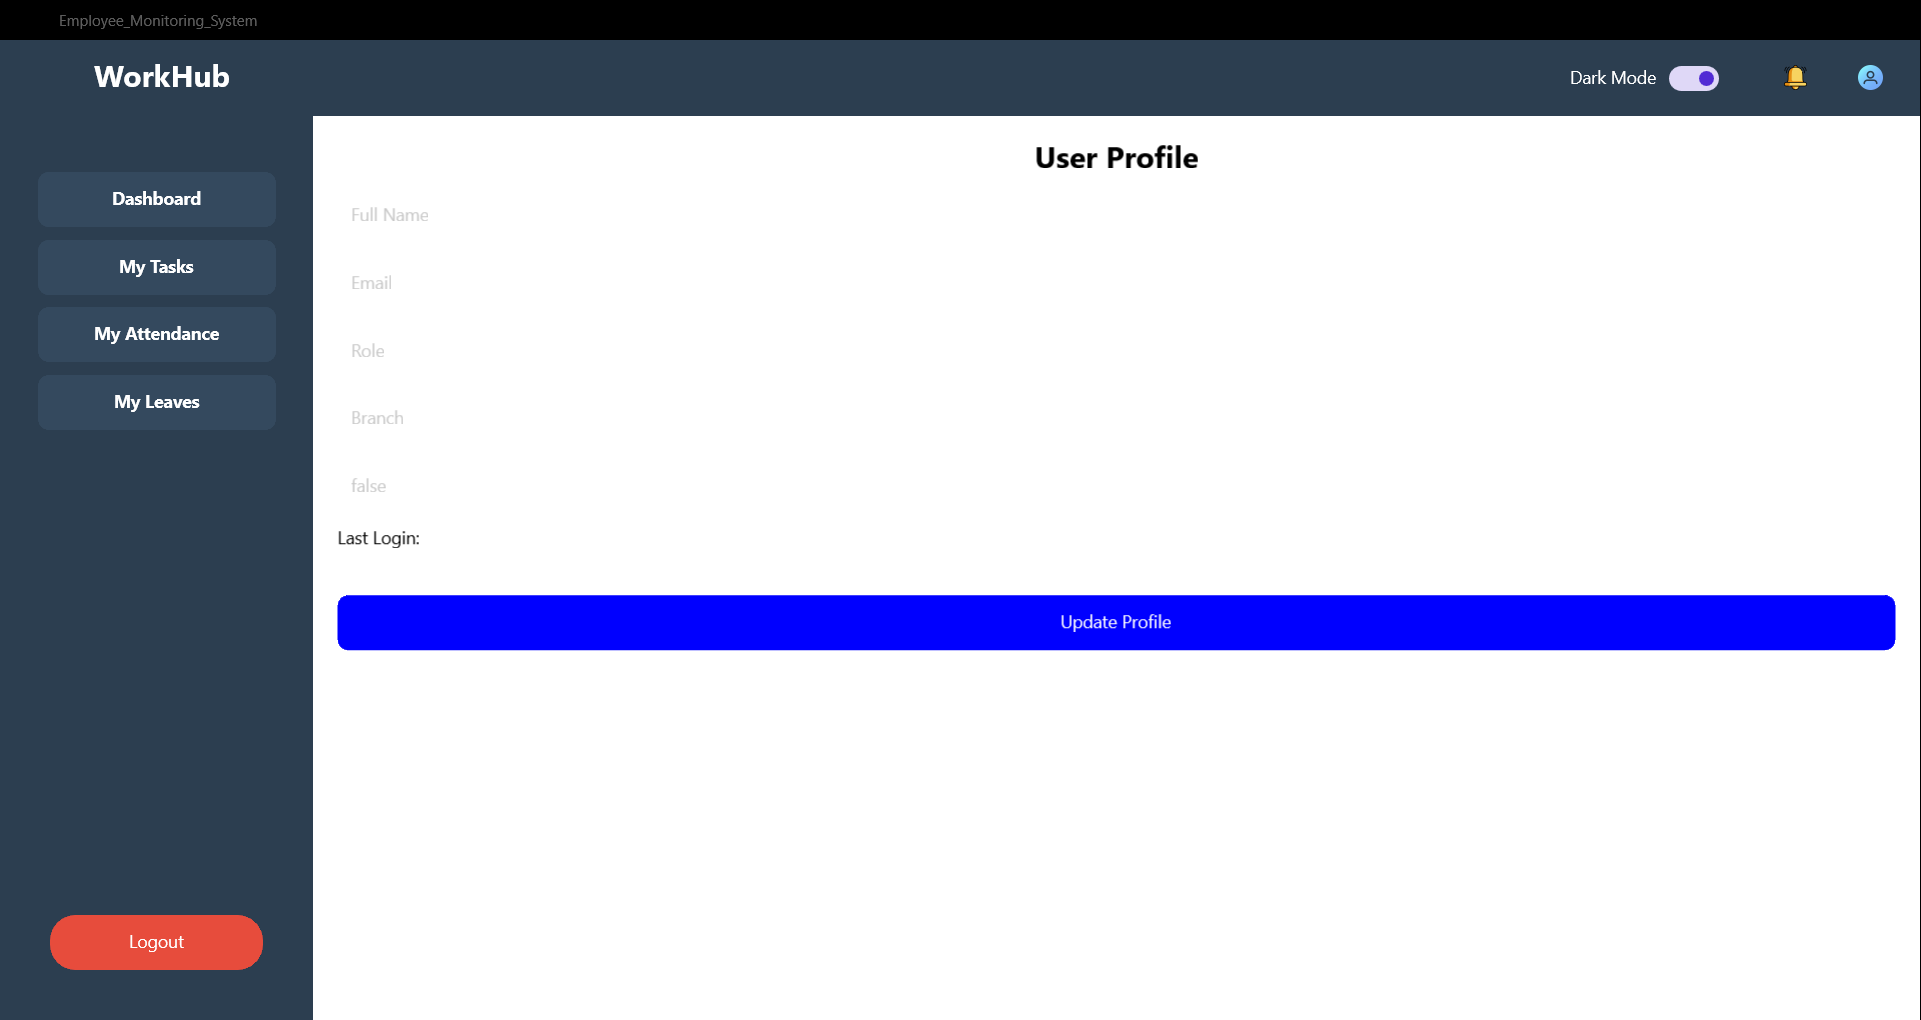 Employee_Monitoring_System
WorkHub
Dark Mode
Dashboard
My Tasks
My Attendance
My Leaves
Logout
User Profile
Full Name
Email
Role
Branch
false
Last Login:
Update Profile